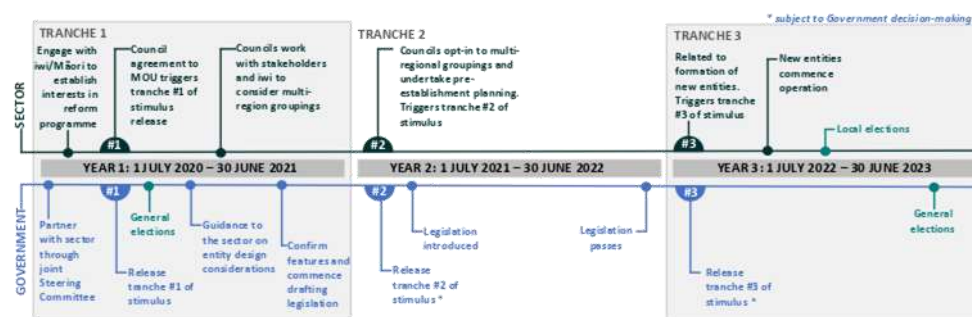 * subject to Government decision-making
TRANCHE 1
TRANCHE 2
TRANCHE 3
SECTOR
Engage with
iwi/Māori to
establish
interests in
reform
programme
Council
agreement to
MOU triggers
tranche #1 of
stimulus
release
Councils work
with stakeholders
and iwi to
consider multi-
region groupings
Councils opt-in to multi-
regional groupings and
undertake pre-
establishment planning.
Triggers tranche #2 of
stimulus
Related to
formation of
new entities.
Triggers tranche
#3 of stimulus
New entities
commence
operation
Local elections
#1
#2
#3
YEAR 1: 1 JULY 2020 – 30 JUNE 2021
YEAR 2: 1 JULY 2021 – 30 JUNE 2022
YEAR 3: 1 JULY 2022 – 30 JUNE 2023
GOVERNMENT
#1
#2
#3
Partner
with sector
through
joint
Steering
Committee
Release
tranche #1 of
stimulus
General
elections
Guidance to
the sector on
entity design
considerations
Confirm
features and
commence
drafting
legislation
Release
tranche #2 of
stimulus *
Legislation
introduced
Legislation
passes
Release
tranche #3 of
stimulus *
General
elections